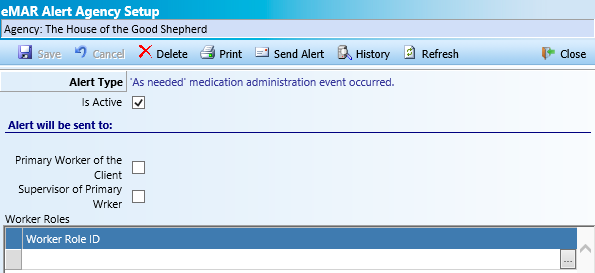 eMAR Alert Agency Setup
Agency: The House of the Good Shepherd
Save Cancel Delete Print Send Alert History Refresh Close
Alert Type 'As needed' medication administration event occurred.
Is Active
Alert will be sent to:
Primary Worker of the
Client
Supervisor of Primary
Wrker
Worker Roles
Worker Role ID
...